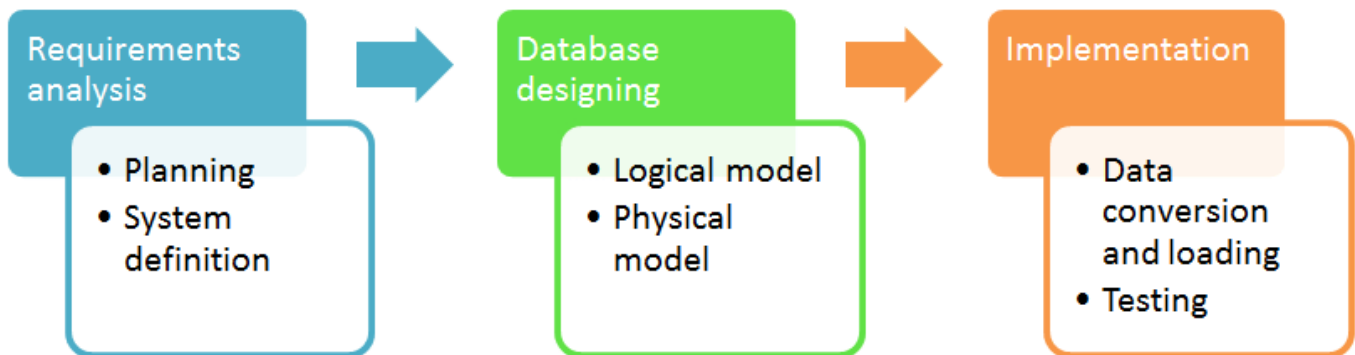 Requirements
analysis
• Planning
• System
definition
Database
designing
• Logical model
• Physical
model
Implementation
• Data
conversion
and loading
• Testing